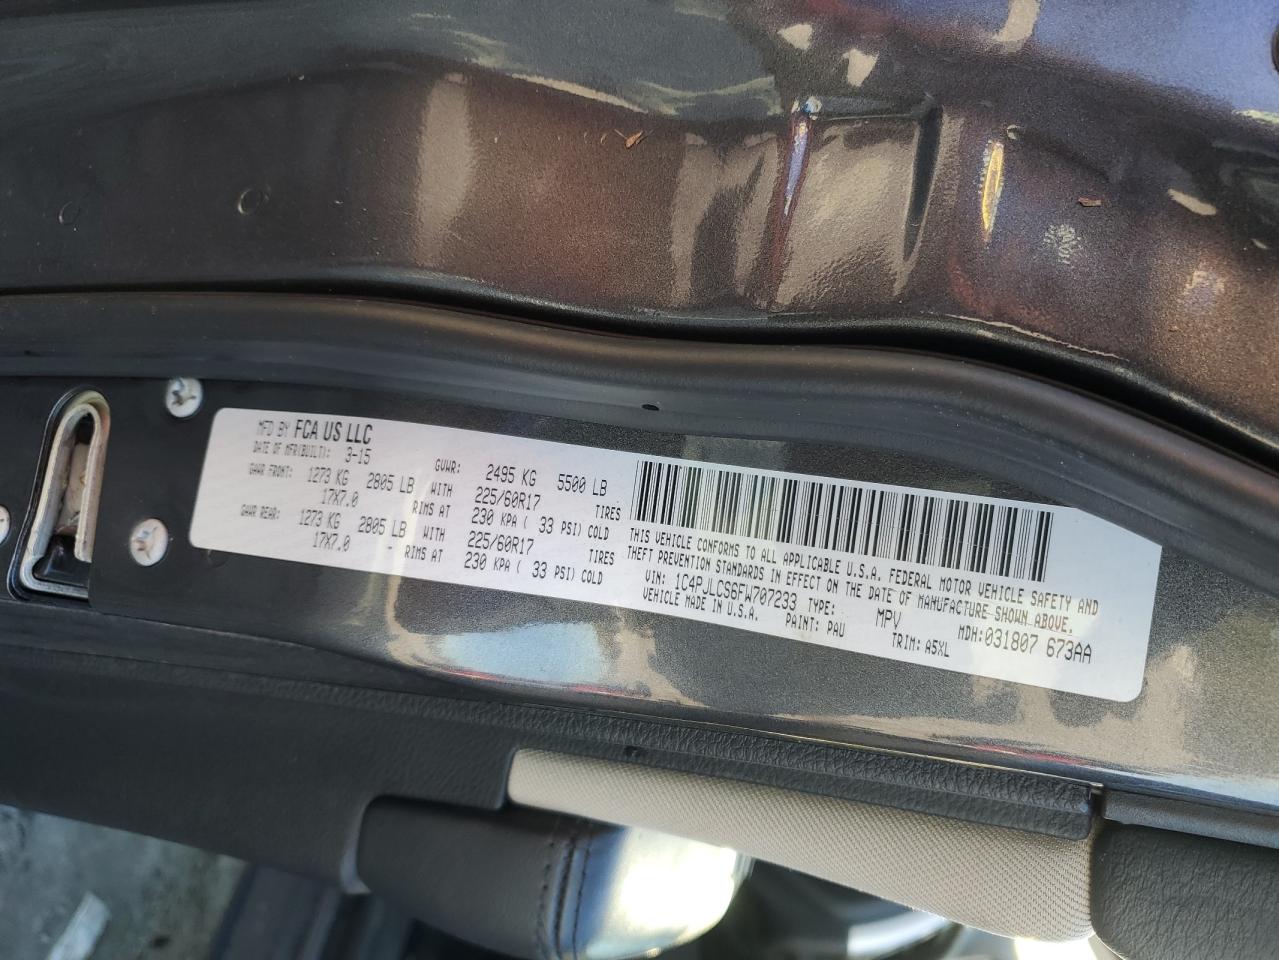 MFD BY FCA US LLC
DATE OF MFR(BUILT): 3-15 GVWR: 2495 KG 5500 LB
GAWR FRONT: 1273 KG 2805 LB WITH 225/60R17 TIRES
17X7.0 RIMS AT 230 KPA ( 33 PSI) COLD
GAWR REAR: 1273 KG 2805 LB WITH 225/60R17 TIRES
17X7.0 - RIMS AT 230 KPA ( 33 PSI) COLD
THIS VEHICLE CONFORMS TO ALL APPLICABLE U.S.A. FEDERAL MOTOR VEHICLE SAFETY AND
THEFT PREVENTION STANDARDS IN EFFECT ON THE DATE OF MANUFACTURE SHOWN ABOVE.
VIN: 1C4PJLCS6FW707233 TYPE: MPV MDH:031807 673AA
VEHICLE MADE IN U.S.A. PAINT: PAU TRIM: A5XL